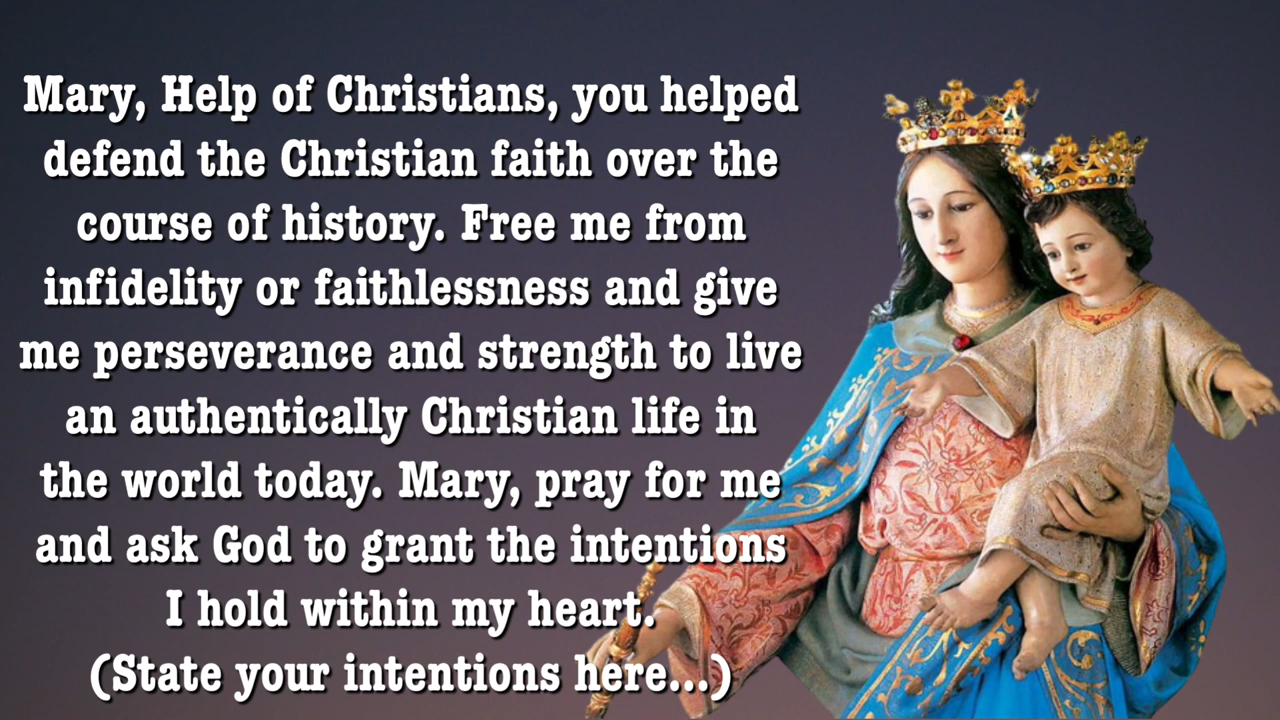 Mary, Help of Christians, you helped
defend the Christian faith over the
course of history. Free me from
infidelity or faithlessness and give
me perseverance and strength to live
an authentically Christian life in
the world today. Mary, pray for me
and ask God to grant the intentions
I hold within my heart.
(State your intentions here...)